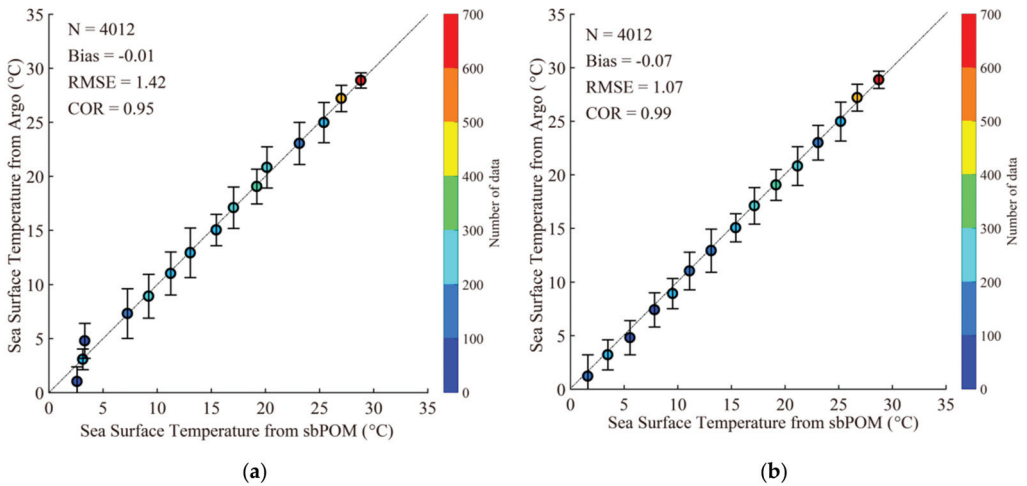 N = 4012
Bias = -0.01
RMSE = 1.42
COR = 0.95
Sea Surface Temperature from Argo (°C)
35
30
25
20
15
10
5
0
0 5 10 15 20 25 30 35
Sea Surface Temperature from sbPOM (°C)
700
600
500
400
300
200
100
0
Number of data
(a)
N = 4012
Bias = -0.07
RMSE = 1.07
COR = 0.99
Sea Surface Temperature from Argo (°C)
35
30
25
20
15
10
5
0
0 5 10 15 20 25 30 35
Sea Surface Temperature from sbPOM (°C)
700
600
500
400
300
200
100
0
Number of data
(b)